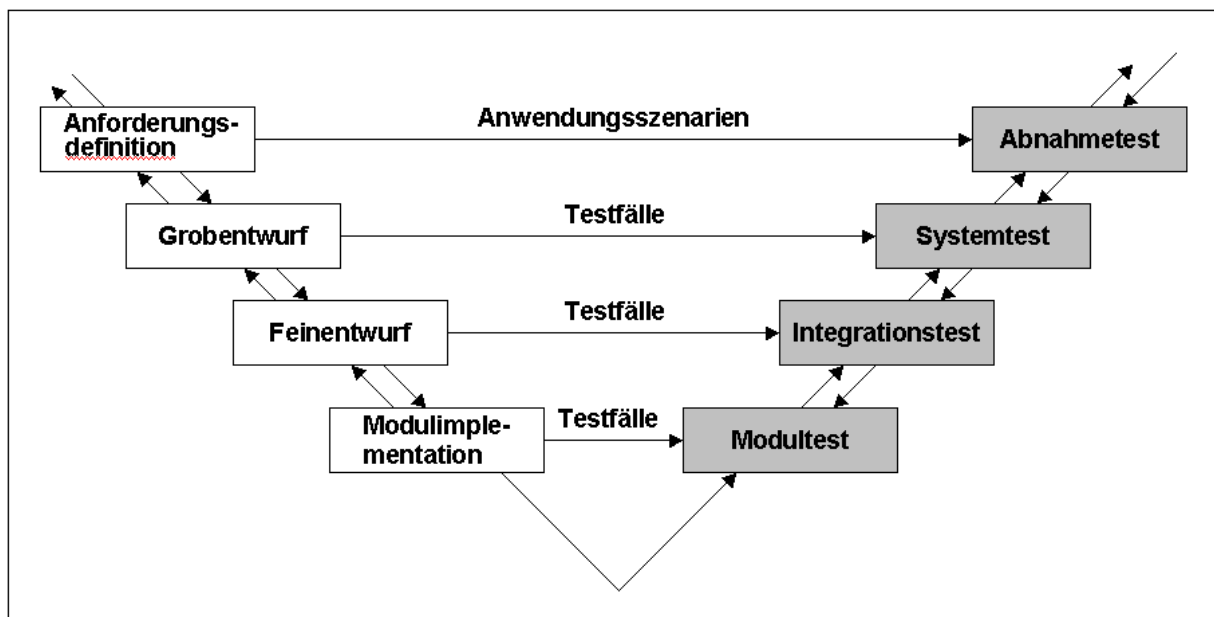 Anforderungs-
definition
Anwendungsszenarien
Abnahmetest
Grobentwurf
Testfälle
Systemtest
Feinentwurf
Testfälle
Integrationstest
Modulimple-
mentation
Testfälle
Modultest